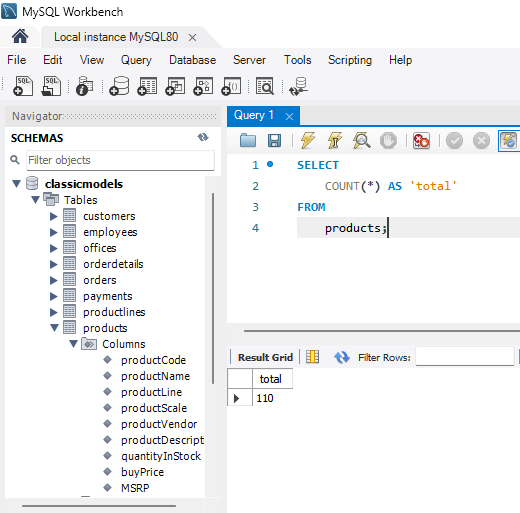 MySQL Workbench
Local instance MySQL80
File Edit View Query Database Server Tools Scripting Help
Navigator
SCHEMAS
Filter objects
classicmodels
Tables
customers
employees
offices
orderdetails
orders
payments
productlines
products
Columns
productCode
productName
productLine
productScale
productVendor
productDescript
quantityInStock
buyPrice
MSRP
Query 1
1 SELECT
2 COUNT(*) AS 'total'
3 FROM
4 products;
Result Grid Filter Rows:
total
110